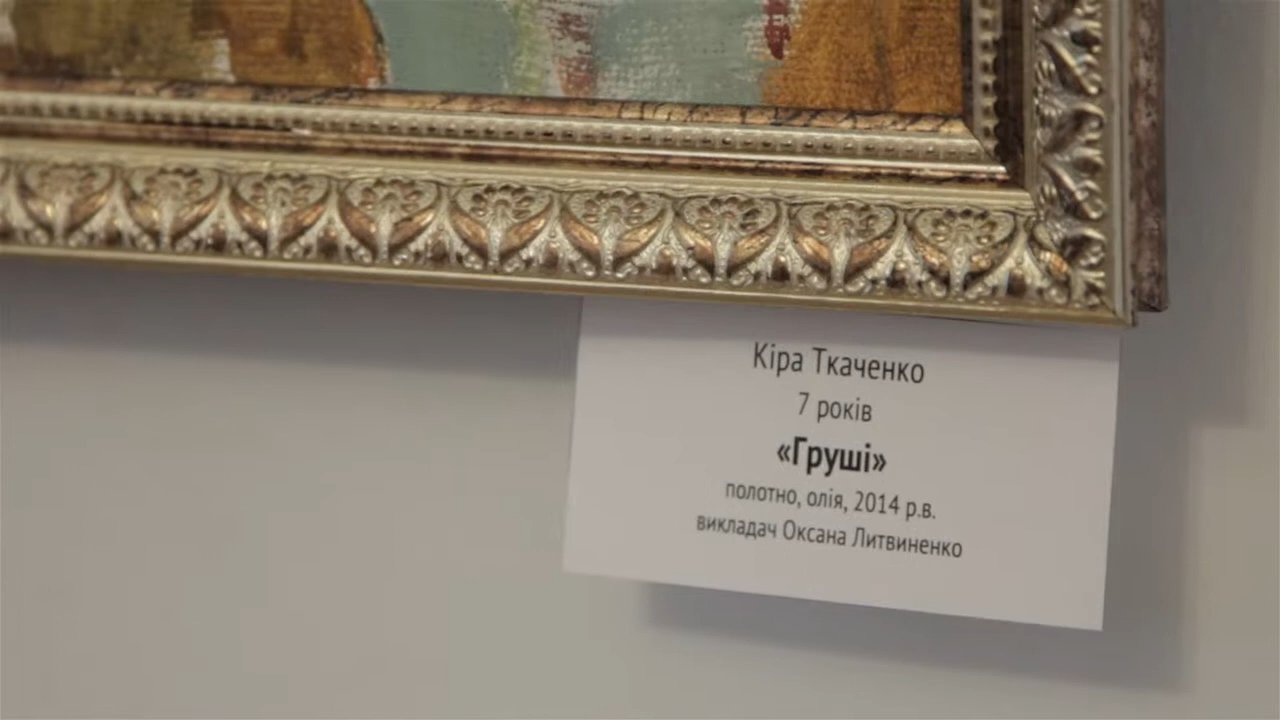 Кіра Ткаченко
7 років
«Груші»
полотно, олія, 2014 р.в.
викладач Оксана Литвиненко